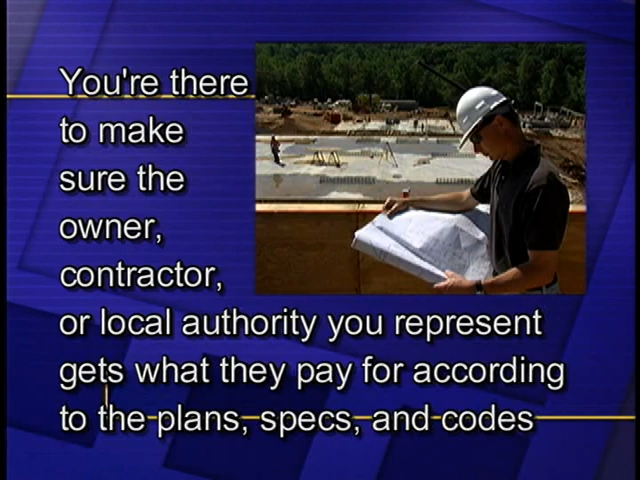 You're there
to make
sure the
owner,
contractor,
or local authority you represent
gets what they pay for according
to the plans, specs, and codes